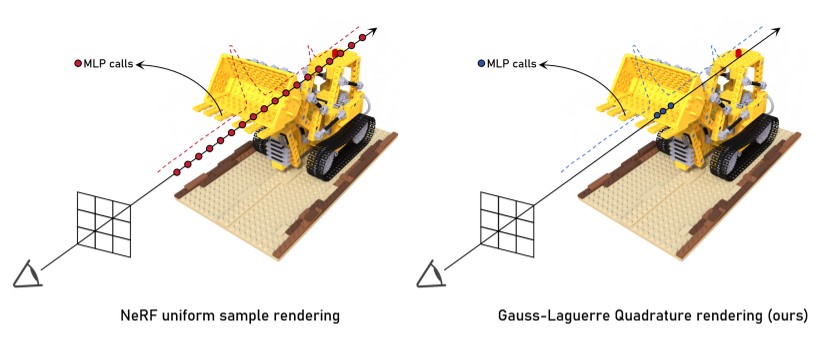 MLP calls
MLP calls
NeRF uniform sample rendering
Gauss-Laguerre Quadrature rendering (ours)